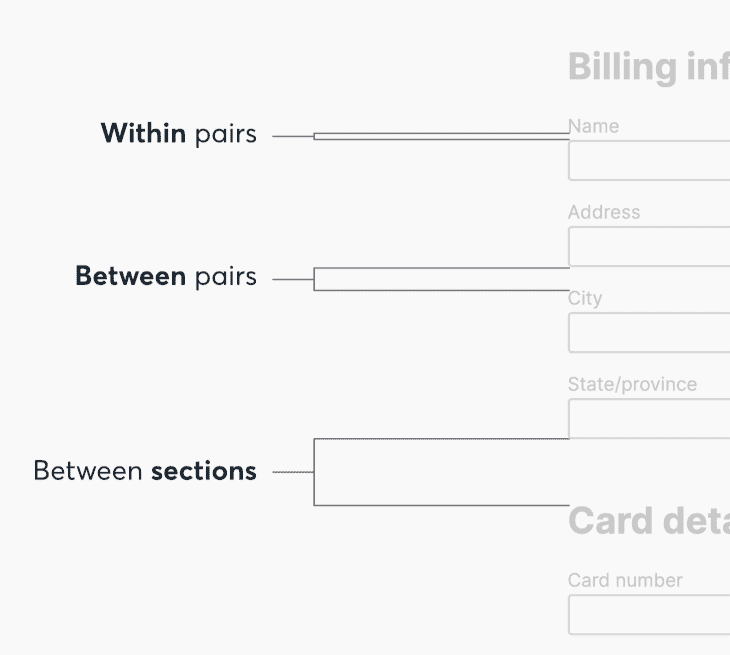 Billing inf
Within pairs
Name
Address
Between pairs
City
State/province
Between sections
Card deta
Card number